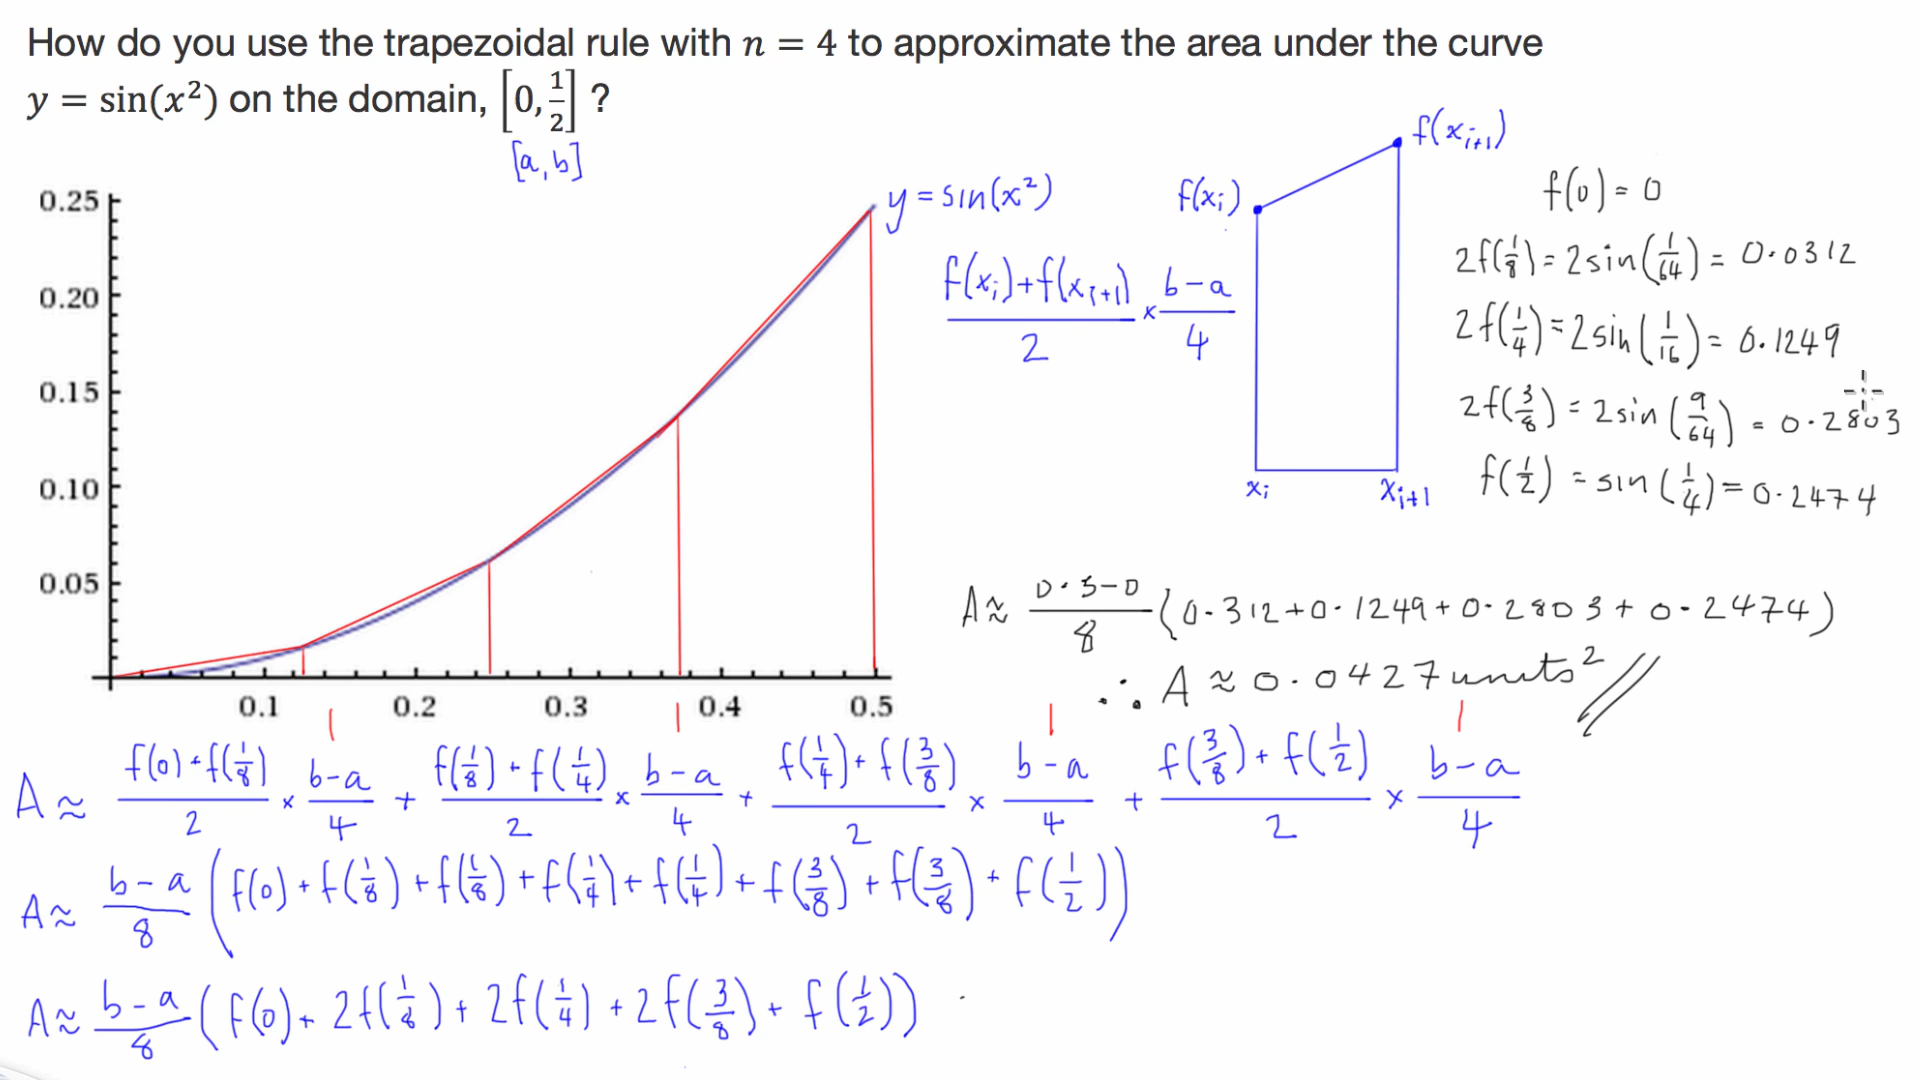 How do you use the trapezoidal rule with n = 4 to approximate the area under the curve
y = sin(x²) on the domain, [0, 1/2] ?
[a, b]
y = sin(x²)
0.25
0.20
0.15
0.10
0.05
0.1 0.2 0.3 0.4 0.5
f(xᵢ) f(xᵢ₊₁)
(f(xᵢ)+f(xᵢ₊₁))/2 × (b-a)/4
xᵢ xᵢ₊₁
f(0) = 0
2f(1/8) = 2sin(1/64) = 0.0312
2f(1/4) = 2sin(1/16) = 0.1249
2f(3/8) = 2sin(9/64) = 0.2803
f(1/2) = sin(1/4) = 0.2474
A ≈ (0.5-0)/8 (0.312+0.1249+0.2803+0.2474)
∴ A ≈ 0.0427 units²
A ≈ (f(0)+f(1/8))/2 × (b-a)/4 + (f(1/8)+f(1/4))/2 × (b-a)/4 + (f(1/4)+f(3/8))/2 × (b-a)/4 + (f(3/8)+f(1/2))/2 × (b-a)/4
A ≈ (b-a)/8 (f(0)+f(1/8)+f(1/8)+f(1/4)+f(1/4)+f(3/8)+f(3/8)+f(1/2))
A ≈ (b-a)/8 (f(0)+2f(1/8)+2f(1/4)+2f(3/8)+f(1/2))